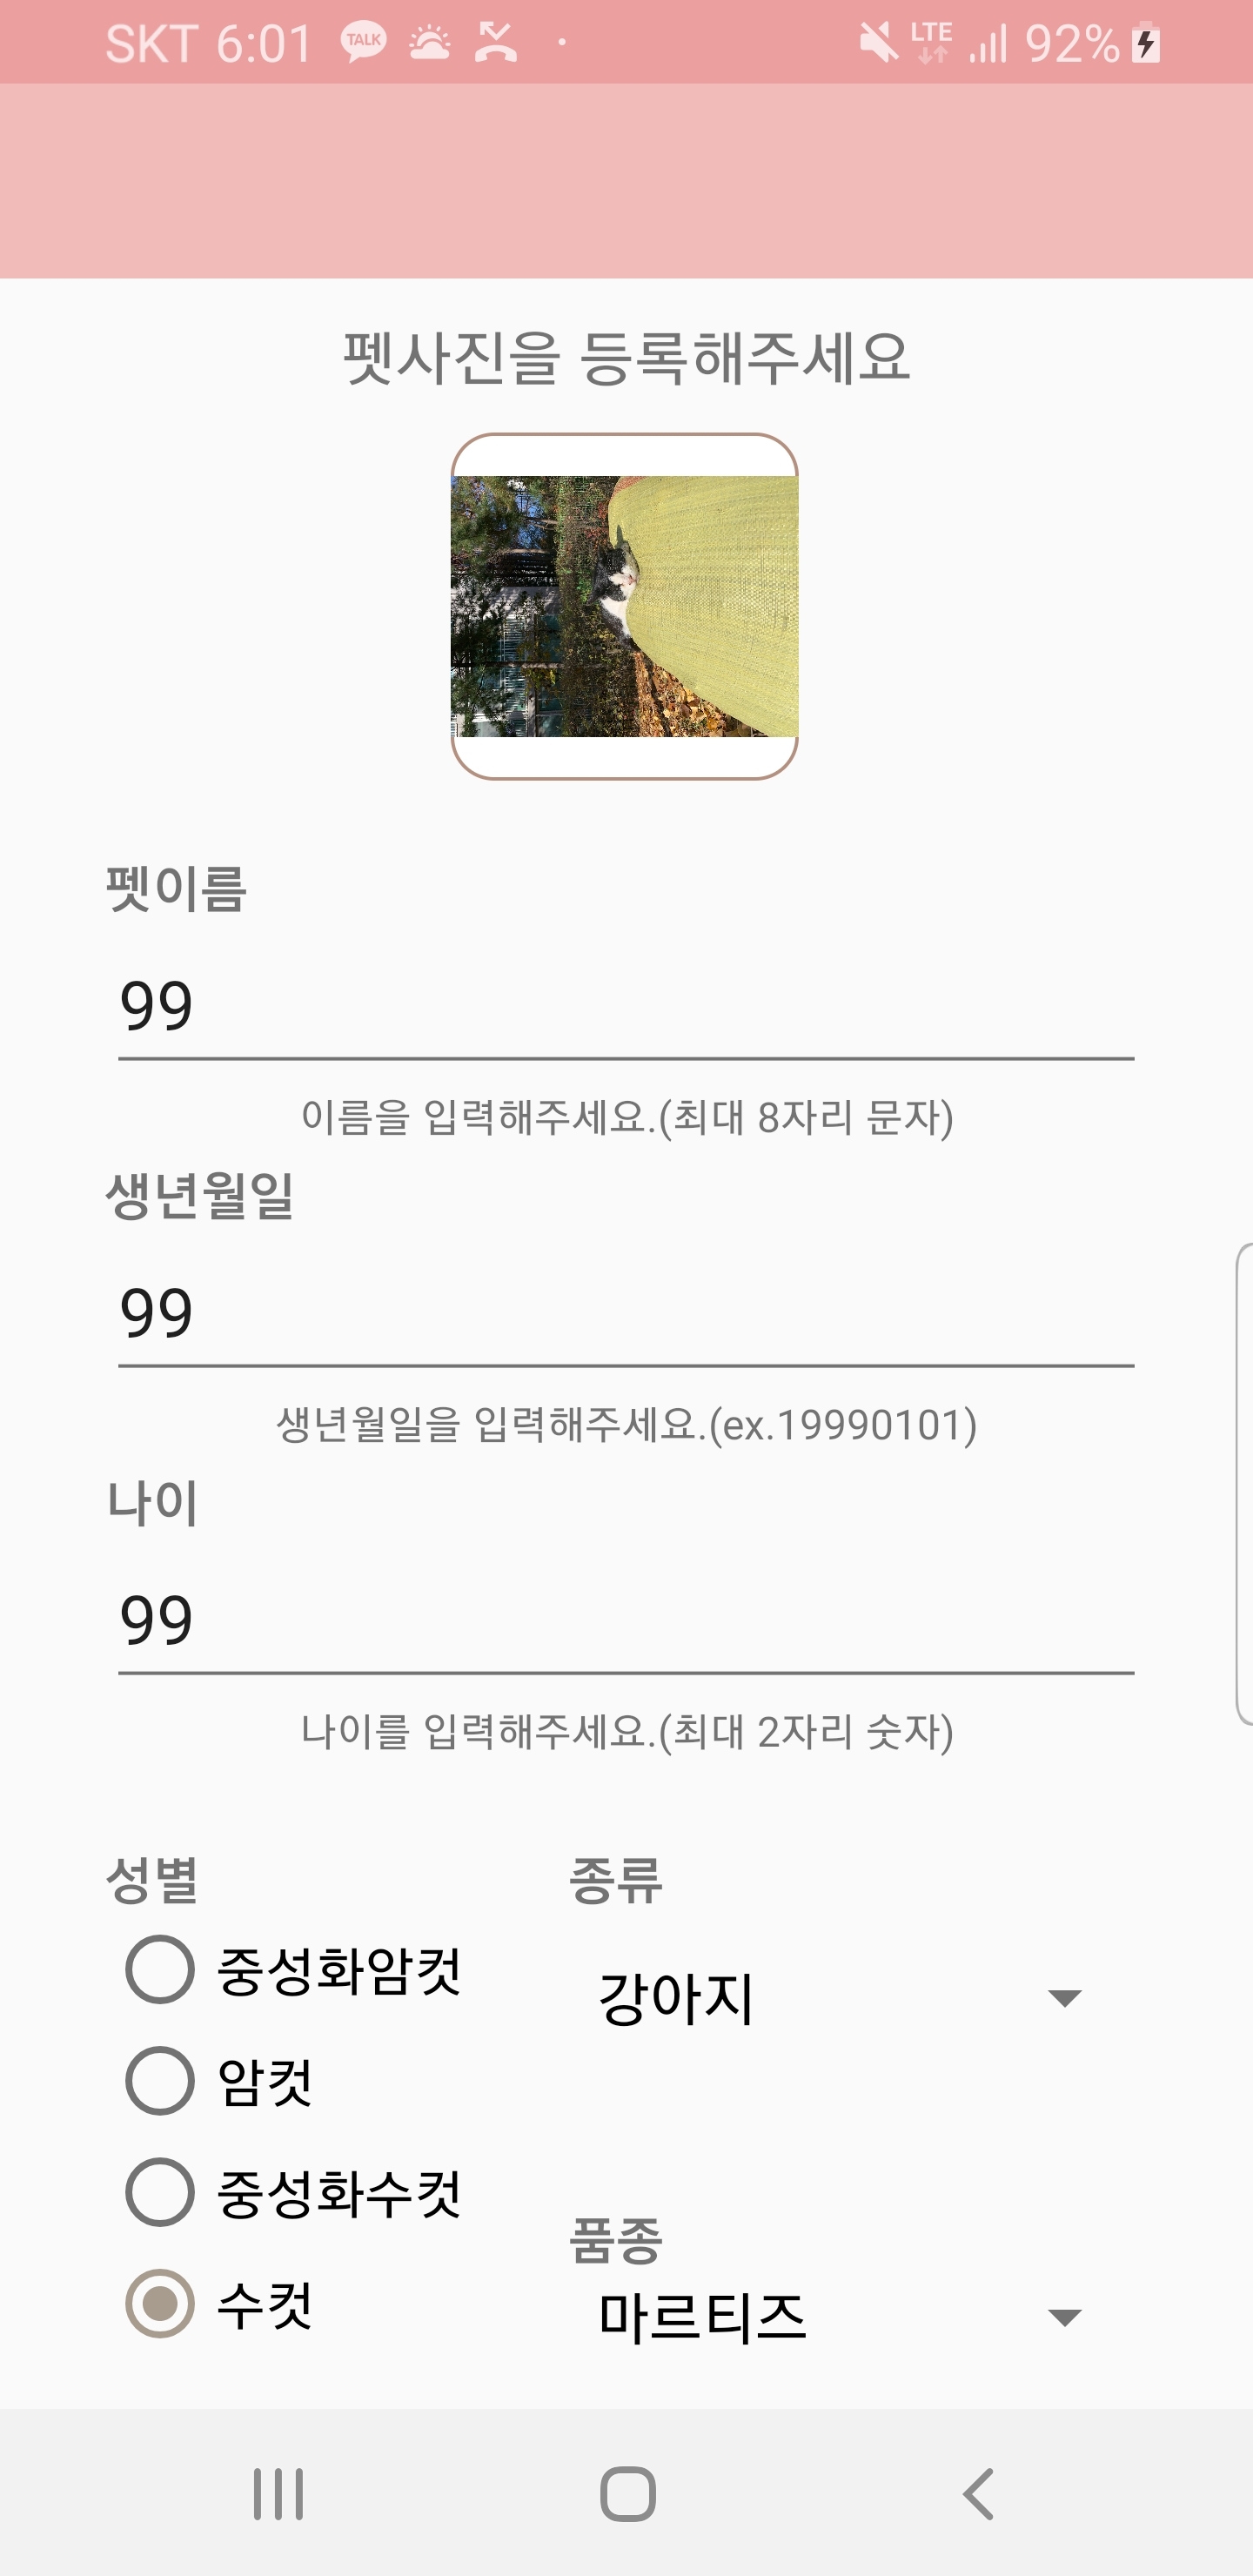 SKT 6:01 TALK LTE 92%
펫사진을 등록해주세요
펫이름
99
이름을 입력해주세요.(최대 8자리 문자)
생년월일
99
생년월일을 입력해주세요.(ex.19990101)
나이
99
나이를 입력해주세요.(최대 2자리 숫자)
성별
중성화암컷
암컷
중성화수컷
수컷
종류
강아지
품종
마르티즈